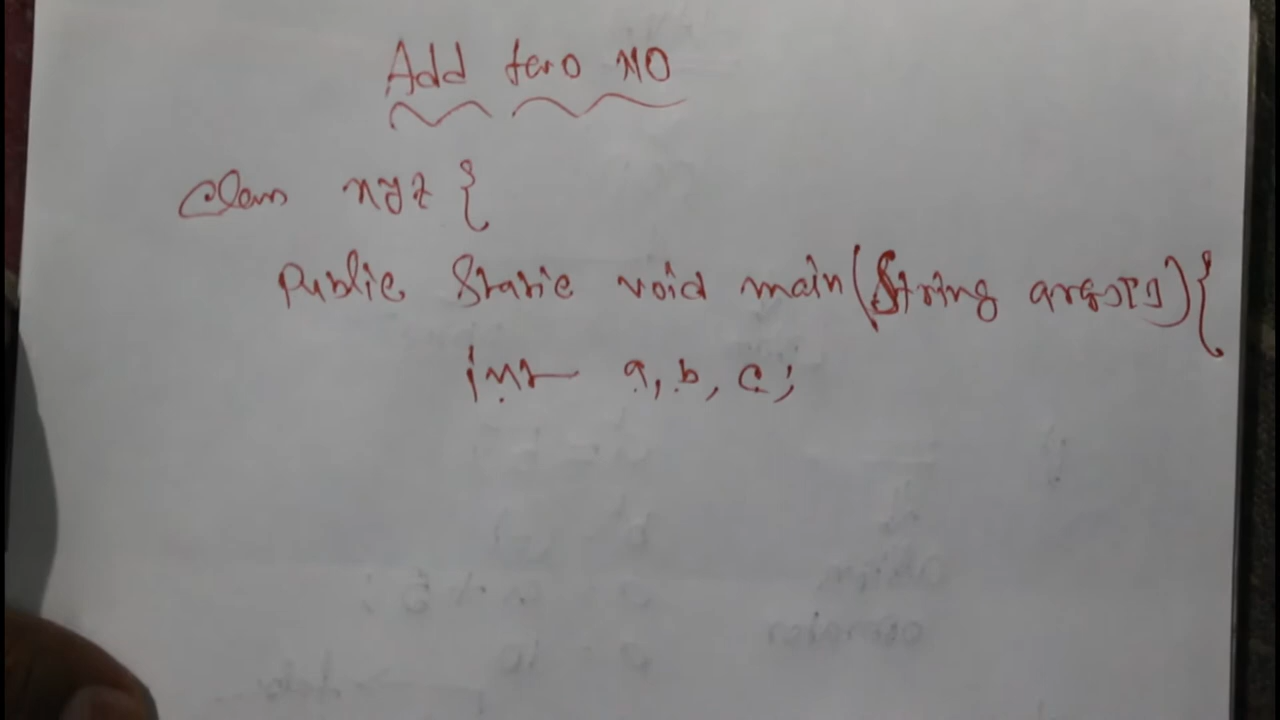 Add two NO
class xyz {
public static void main(String args[]){
int a, b, c;